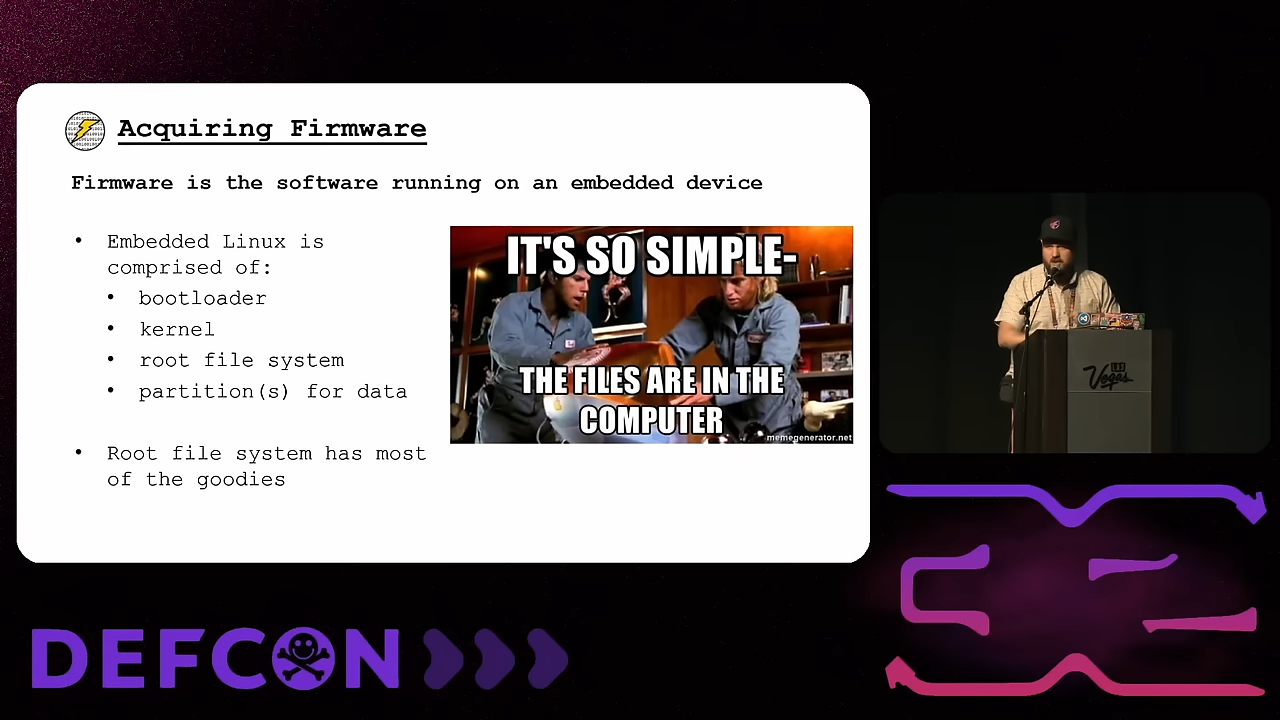 Acquiring Firmware
Firmware is the software running on an embedded device
• Embedded Linux is
comprised of:
• bootloader
• kernel
• root file system
• partition(s) for data
• Root file system has most
of the goodies
IT'S SO SIMPLE-
THE FILES ARE IN THE
COMPUTER
memegenerator.net
Vegas
DEFCON